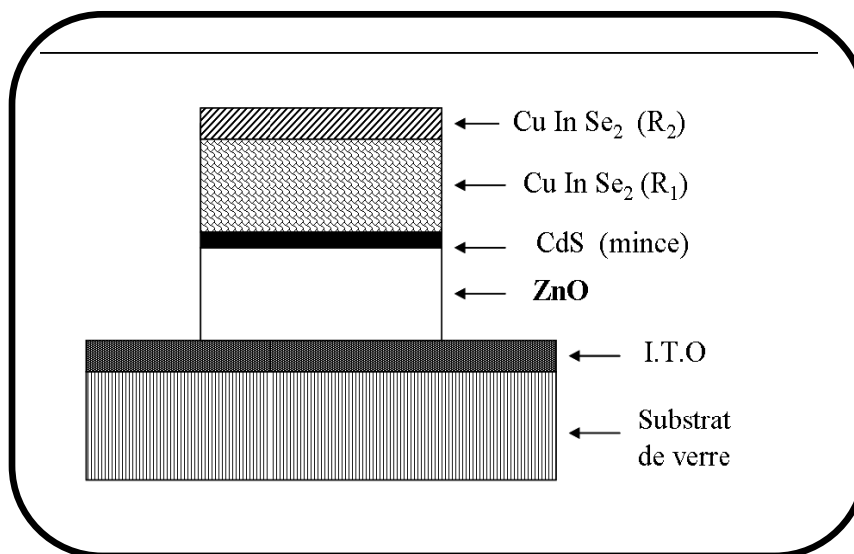 Cu In Se₂ (R₂)
Cu In Se₂ (R₁)
CdS (mince)
ZnO
I.T.O
Substrat
de verre